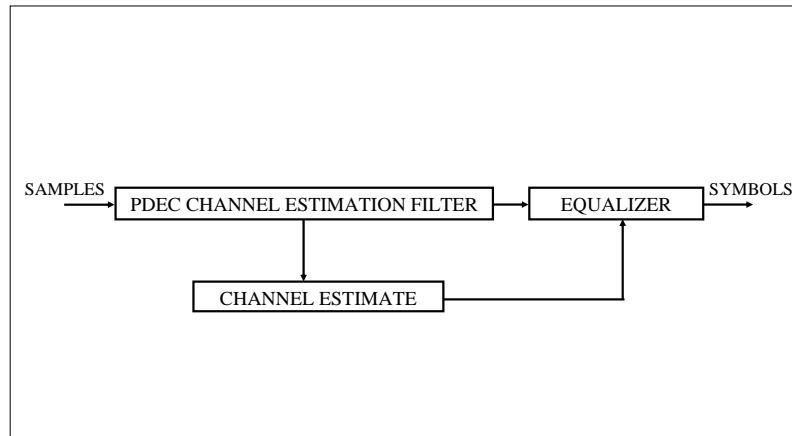 SAMPLES
PDEC CHANNEL ESTIMATION FILTER
EQUALIZER
SYMBOLS
CHANNEL ESTIMATE